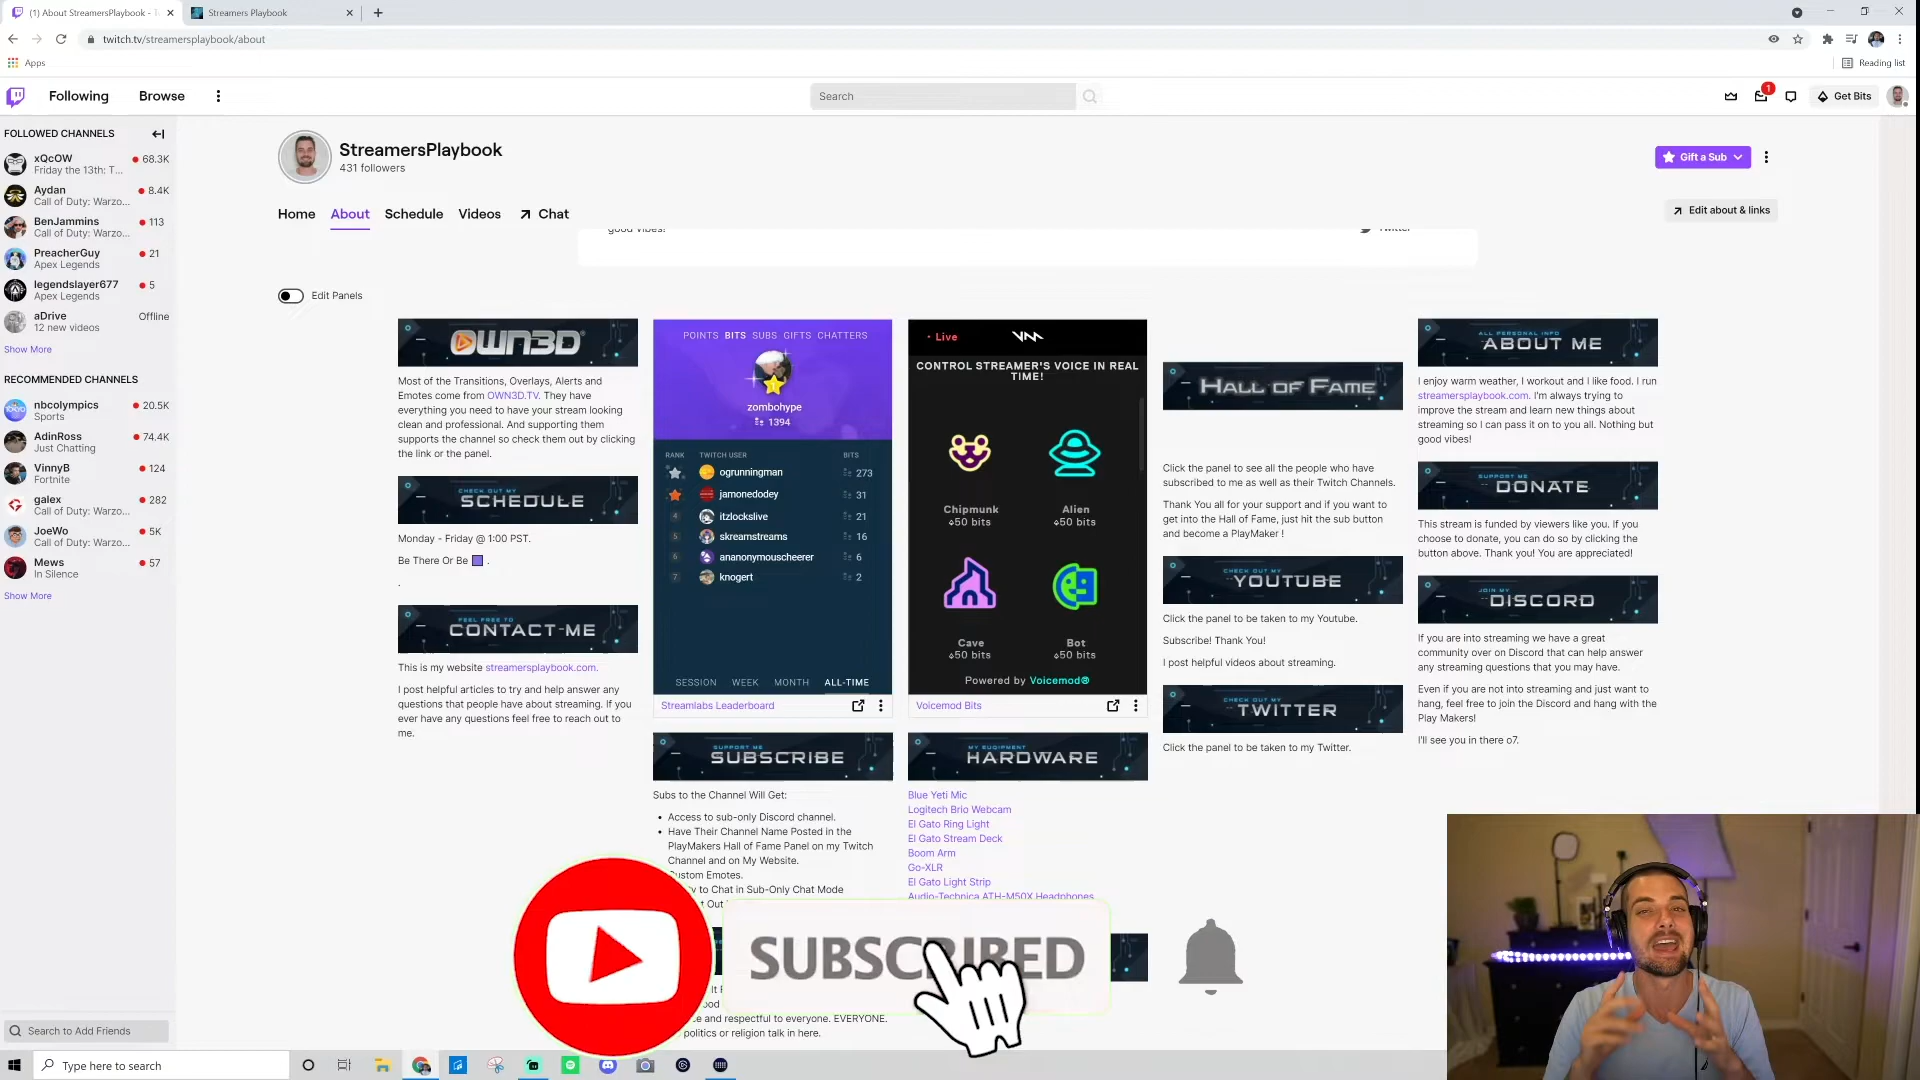 (1) About StreamersPlaybook - T
Streamers Playbook
twitch.tv/streamersplaybook/about
Apps
Reading list
Following
Browse
Search
1
Get Bits
FOLLOWED CHANNELS
xQcOW
68.3K
Friday the 13th: T...
Aydan
8.4K
Call of Duty: Warzo...
BenJammins
113
Call of Duty: Warzo...
PreacherGuy
21
Apex Legends
legendslayer677
5
Apex Legends
aDrive
Offline
12 new videos
Show More
RECOMMENDED CHANNELS
nbcolympics
20.5K
Sports
AdinRoss
74.4K
Just Chatting
VinnyB
124
Fortnite
galex
282
Call of Duty: Warzo...
JoeWo
5K
Call of Duty: Warzo...
Mews
57
In Silence
Show More
Search to Add Friends
StreamersPlaybook
431 followers
Gift a Sub
Home
About
Schedule
Videos
Chat
Edit about & links
good vibes!
Twitter
Edit Panels
OWN3D
Most of the Transitions, Overlays, Alerts and
Emotes come from OWN3D.TV. They have
everything you need to have your stream looking
clean and professional. And supporting them
supports the channel so check them out by clicking
the link or the panel.
CHECK OUT MY
SCHEDULE
Monday - Friday @ 1:00 PST.
Be There Or Be .
.
FEEL FREE TO
CONTACT-ME
This is my website streamersplaybook.com.
I post helpful articles to try and help answer any
questions that people have about streaming. If you
ever have any questions feel free to reach out to
me.
POINTS BITS SUBS GIFTS CHATTERS
1
zombohype
1394
RANK TWITCH USER BITS
ogrunningman 273
jamonedodey 31
4 itzlockslive 21
5 skreamstreams 16
6 ananonymouscheerer 6
7 knogert 2
SESSION WEEK MONTH ALL-TIME
Streamlabs Leaderboard
SUPPORT ME
SUBSCRIBE
Subs to the Channel Will Get:
• Access to sub-only Discord channel.
• Have Their Channel Name Posted in the
PlayMakers Hall of Fame Panel on my Twitch
Channel and on My Website.
ustom Emotes.
y to Chat in Sub-Only Chat Mode
t Out
It F
ood
ce and respectful to everyone. EVERYONE.
politics or religion talk in here.
• Live
VM
CONTROL STREAMER'S VOICE IN REAL
TIME!
Chipmunk
50 bits
Alien
50 bits
Cave
50 bits
Bot
50 bits
Powered by Voicemod®
Voicemod Bits
MY EUQIPMENT
HARDWARE
Blue Yeti Mic
Logitech Brio Webcam
El Gato Ring Light
El Gato Stream Deck
Boom Arm
Go-XLR
El Gato Light Strip
Audio-Technica ATH-M50X Headphones
HALL OF FAME
Click the panel to see all the people who have
subscribed to me as well as their Twitch Channels.
Thank You all for your support and if you want to
get into the Hall of Fame, just hit the sub button
and become a PlayMaker !
CHECK OUT MY
YOUTUBE
Click the panel to be taken to my Youtube.
Subscribe! Thank You!
I post helpful videos about streaming.
CHECK OUT MY
TWITTER
Click the panel to be taken to my Twitter.
ALL PERSONAL INFO
ABOUT ME
I enjoy warm weather, I workout and I like food. I run
streamersplaybook.com. I'm always trying to
improve the stream and learn new things about
streaming so I can pass it on to you all. Nothing but
good vibes!
SUPPORT ME
DONATE
This stream is funded by viewers like you. If you
choose to donate, you can do so by clicking the
button above. Thank you! You are appreciated!
JOIN MY
DISCORD
If you are into streaming we have a great
community over on Discord that can help answer
any streaming questions that you may have.
Even if you are not into streaming and just want to
hang, feel free to join the Discord and hang with the
Play Makers!
I'll see you in there o7.
SUBSCRIBED
Type here to search